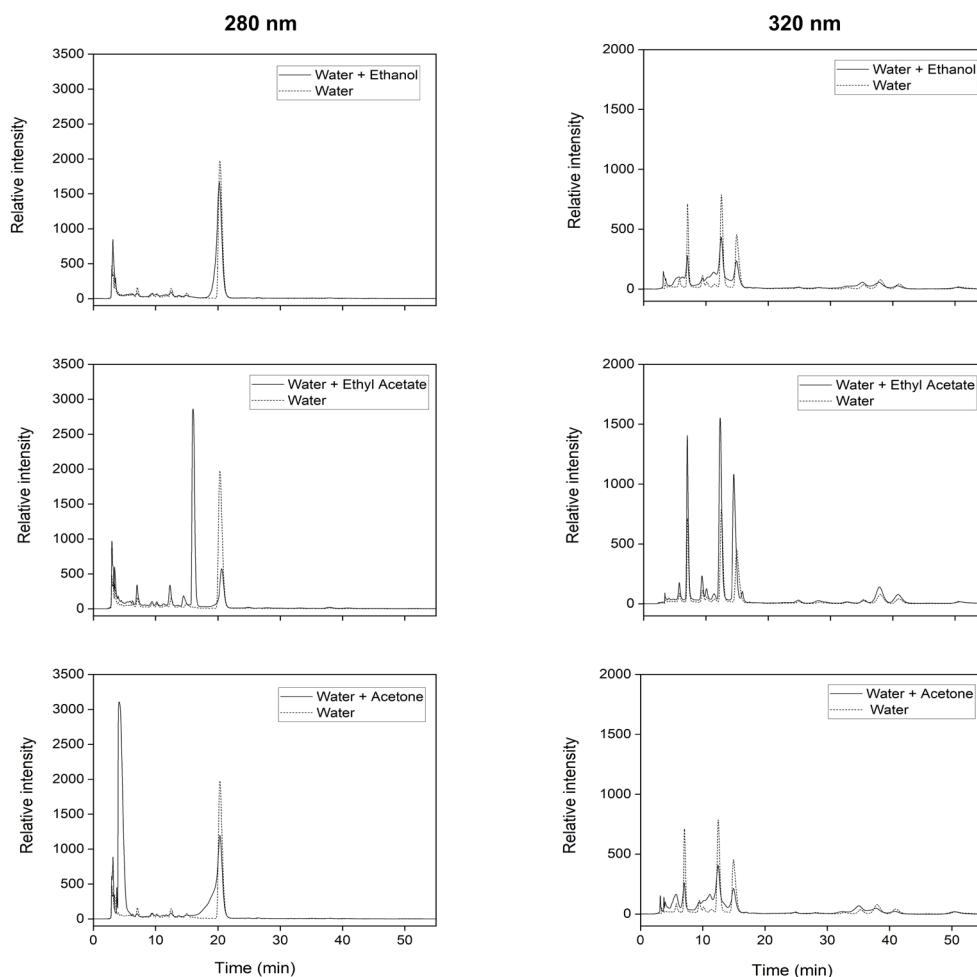 280 nm
320 nm
3500
3000
2500
2000
1500
1000
500
0
Relative intensity
Water + Ethanol
Water
2000
1500
1000
500
0
Relative intensity
Water + Ethanol
Water
3500
3000
2500
2000
1500
1000
500
0
Relative intensity
Water + Ethyl Acetate
Water
2000
1500
1000
500
0
Relative intensity
Water + Ethyl Acetate
Water
3500
3000
2500
2000
1500
1000
500
0
Relative intensity
Water + Acetone
Water
0 10 20 30 40 50
Time (min)
2000
1500
1000
500
0
Relative intensity
Water + Acetone
Water
0 10 20 30 40 50
Time (min)